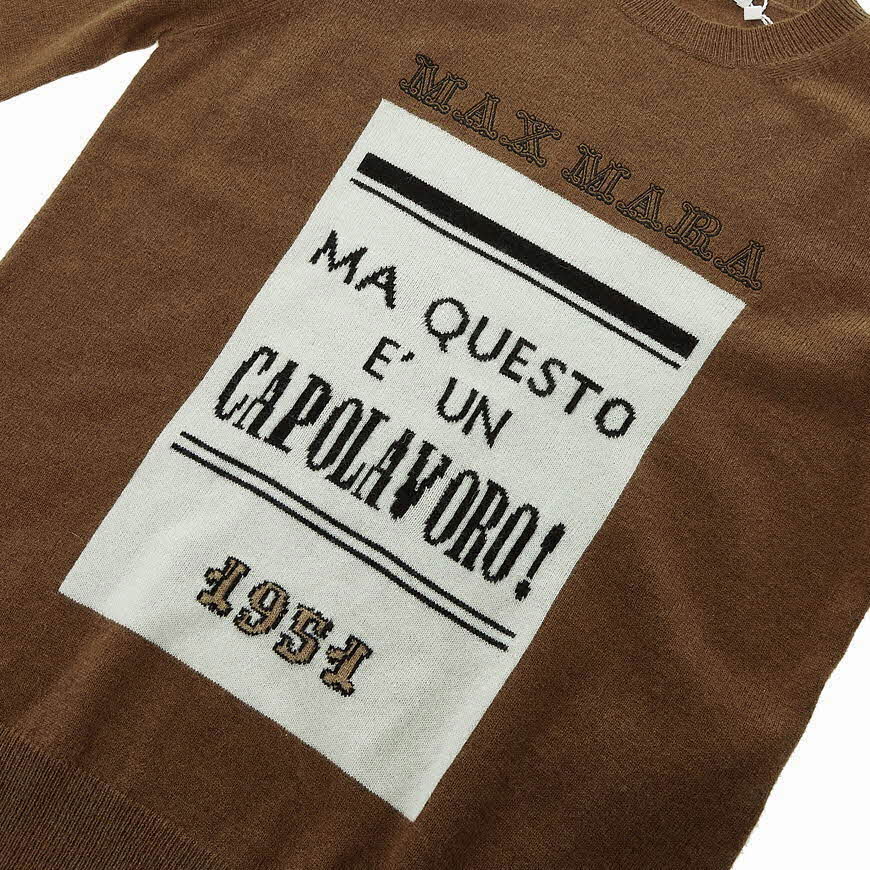 MAX MARA
MA QUESTO
E' UN
CAPOLAVORO!
1951